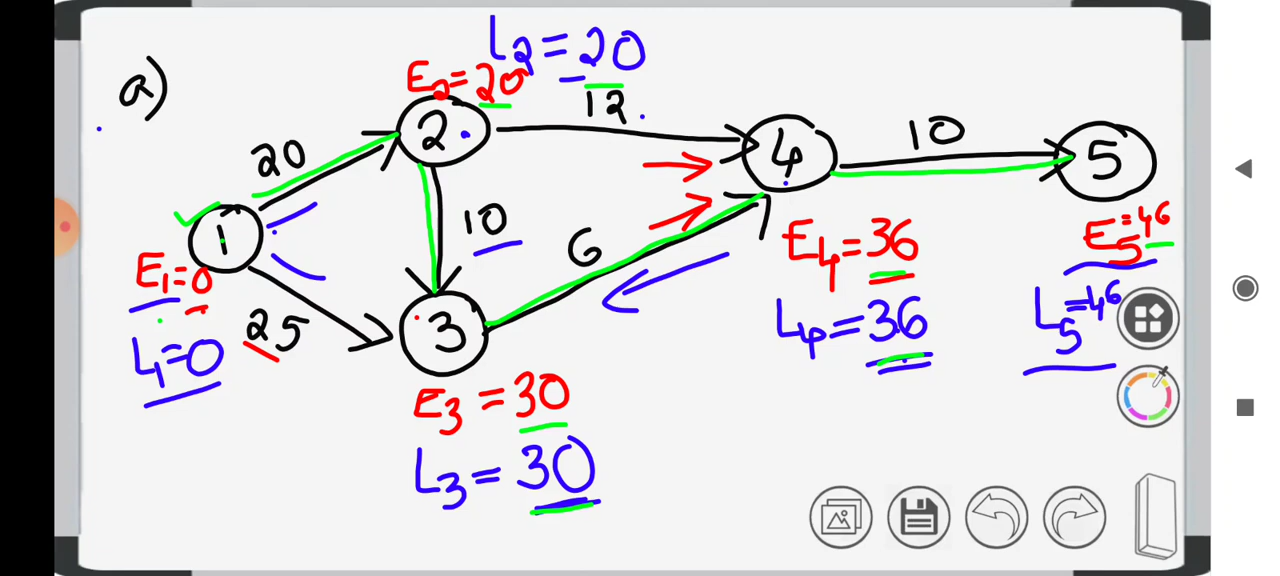 a)
L2 = 20
E2 = 20
12
20
2
4
10
5
1
10
6
E1 = 0
E4 = 36
E5 = 46
L1 = 0
25
3
L4 = 36
L5 = 46
E3 = 30
L3 = 30